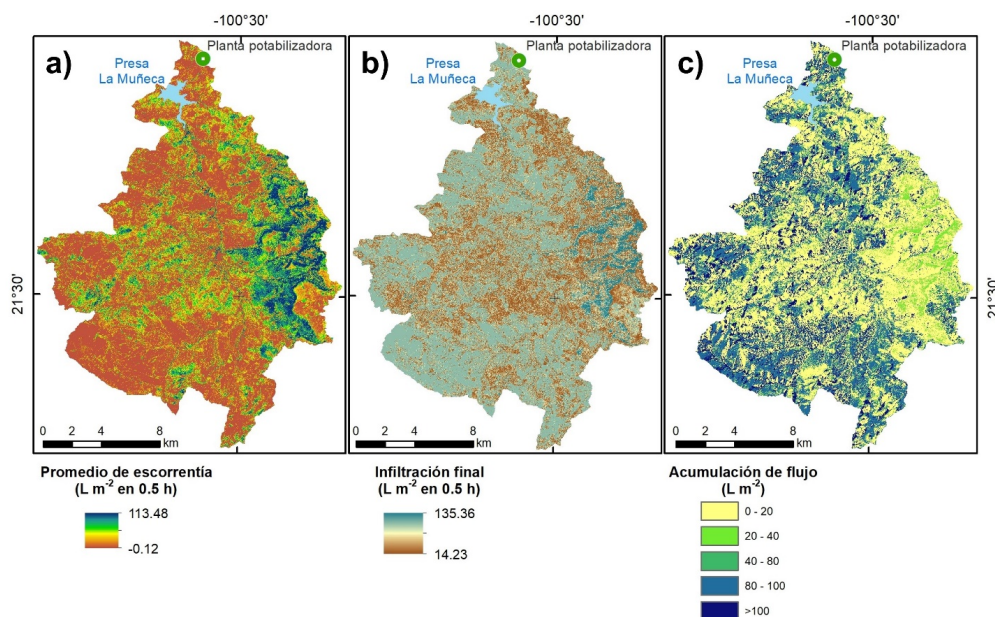 -100°30'
-100°30'
-100°30'
a)
Planta potabilizadora
Presa
La Muñeca
b)
Planta potabilizadora
Presa
La Muñeca
c)
Planta potabilizadora
Presa
La Muñeca
21°30'
21°30'
0 2 4 8
km
0 2 4 8
km
0 2 4 8
km
Promedio de escorrentía
(L m-2 en 0.5 h)
113.48
-0.12
Infiltración final
(L m-2 en 0.5 h)
135.36
14.23
Acumulación de flujo
(L m-2)
0 - 20
20 - 40
40 - 80
80 - 100
>100